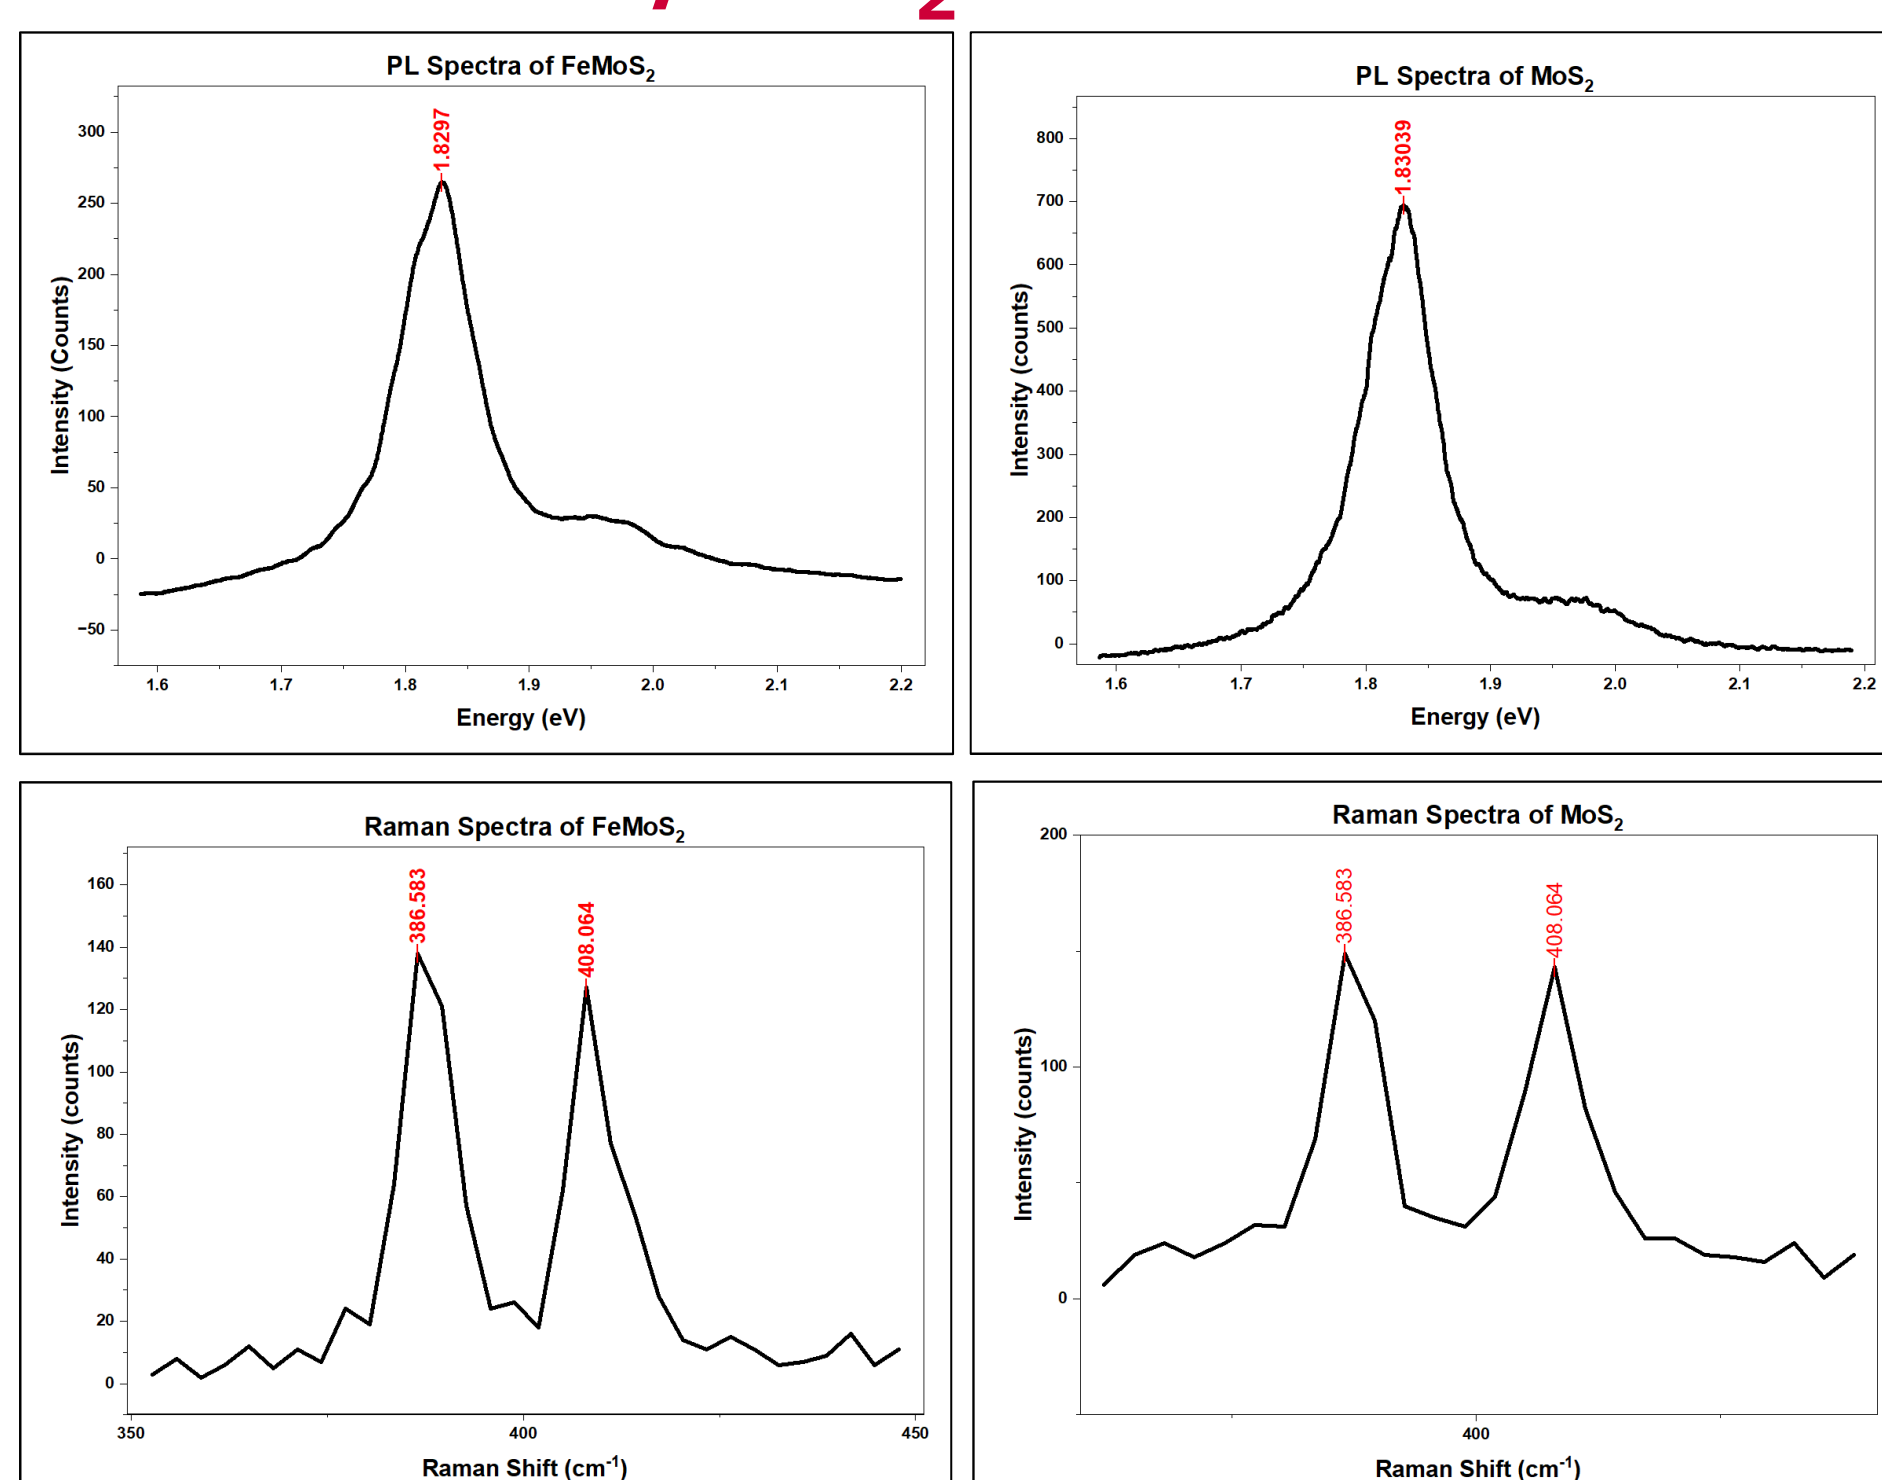 2
PL Spectra of FeMoS2
1.8297
300
250
200
150
100
50
0
−50
Intensity (Counts)
1.6 1.7 1.8 1.9 2.0 2.1 2.2
Energy (eV)
PL Spectra of MoS2
1.83039
800
700
600
500
400
300
200
100
0
Intensity (counts)
1.6 1.7 1.8 1.9 2.0 2.1 2.2
Energy (eV)
Raman Spectra of FeMoS2
386.583
408.064
160
140
120
100
80
60
40
20
0
Intensity (counts)
350 400 450
Raman Shift (cm-1)
Raman Spectra of MoS2
386.583
408.064
200
100
0
Intensity (counts)
400
Raman Shift (cm-1)